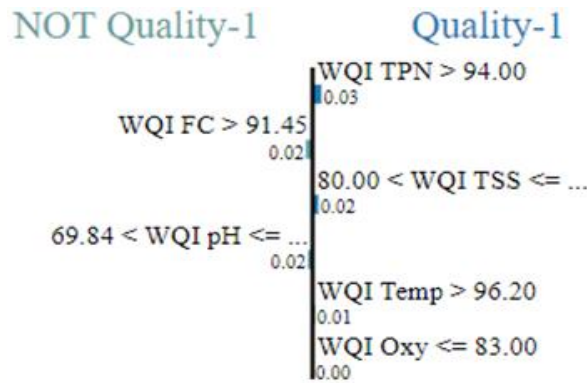 NOT Quality-1
Quality-1
WQI TPN > 94.00
0.03
WQI FC > 91.45
0.02
80.00 < WQI TSS <= ...
0.02
69.84 < WQI pH <= ...
0.02
WQI Temp > 96.20
0.01
WQI Oxy <= 83.00
0.00